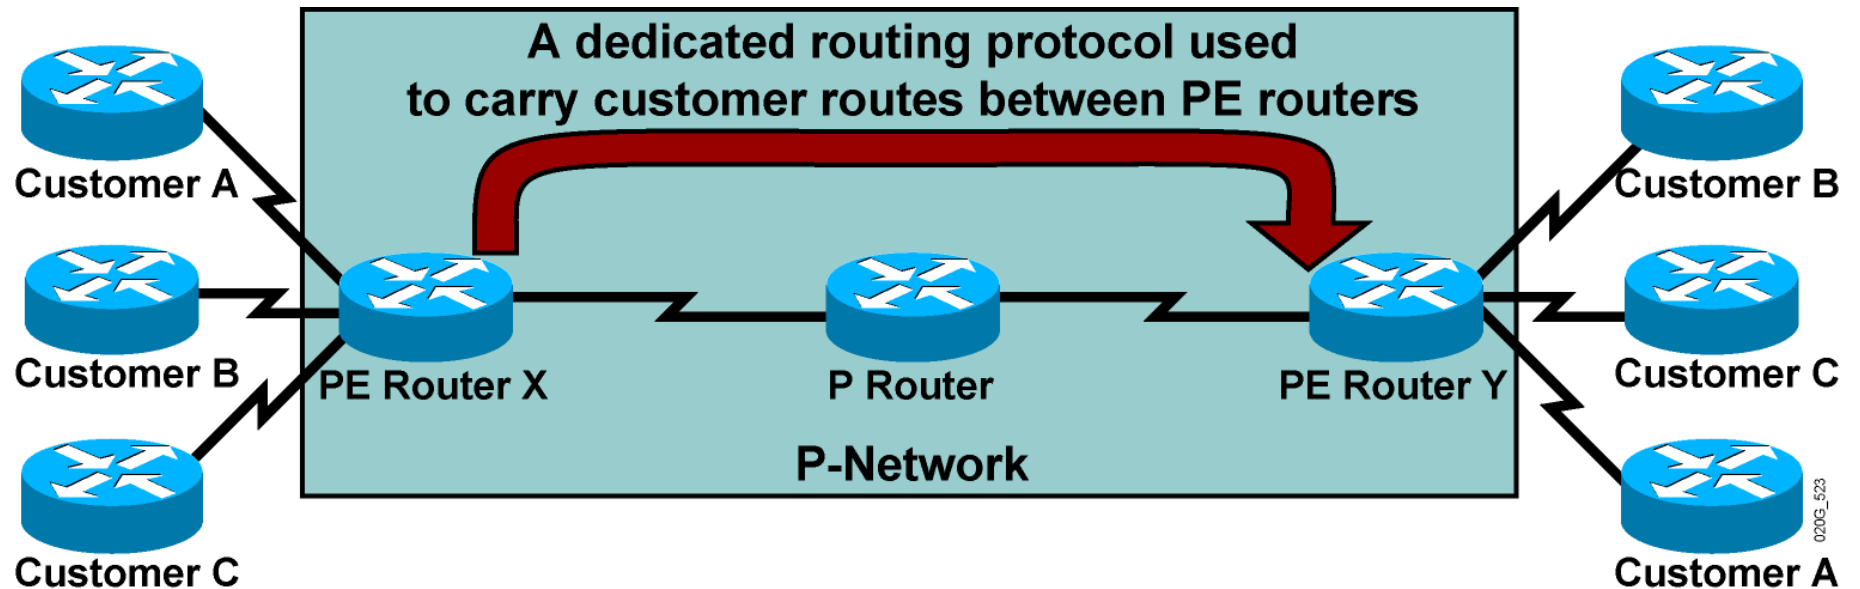 A dedicated routing protocol used
to carry customer routes between PE routers
Customer A
Customer B
Customer C
PE Router X
P Router
PE Router Y
P-Network
Customer B
Customer C
Customer A
020G_523